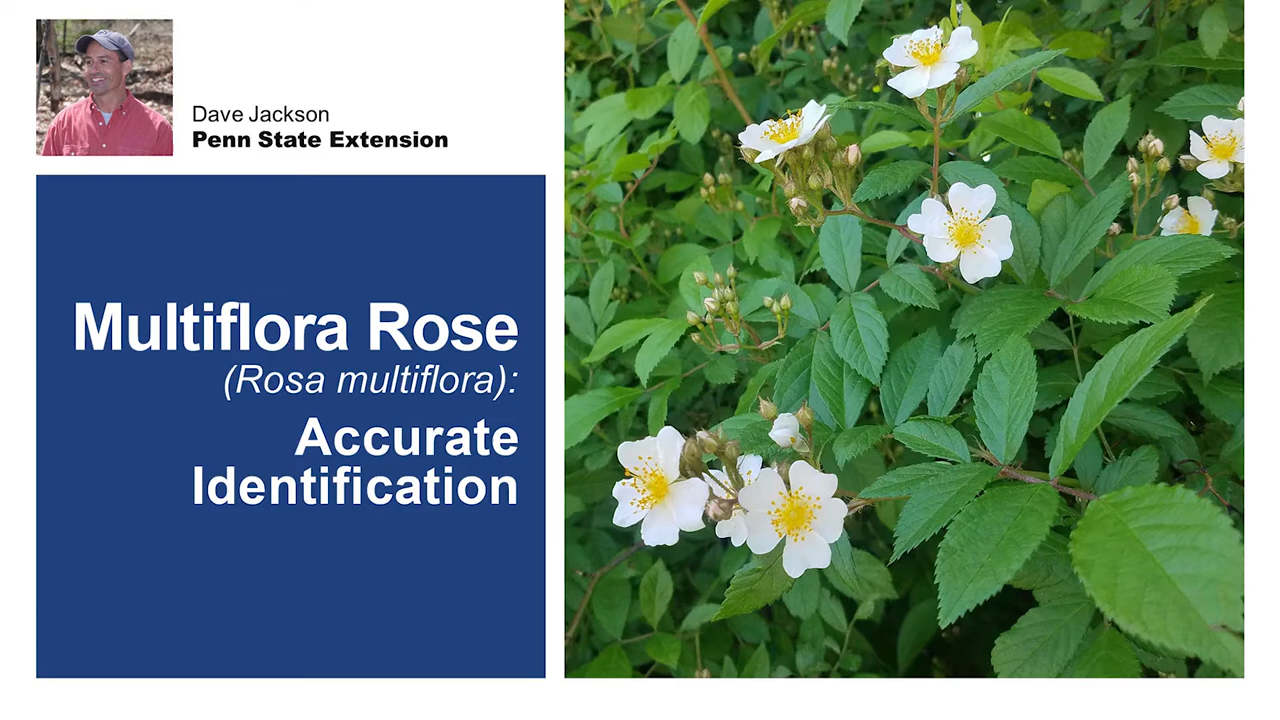 Dave Jackson
Penn State Extension
Multiflora Rose
(Rosa multiflora):
Accurate
Identification